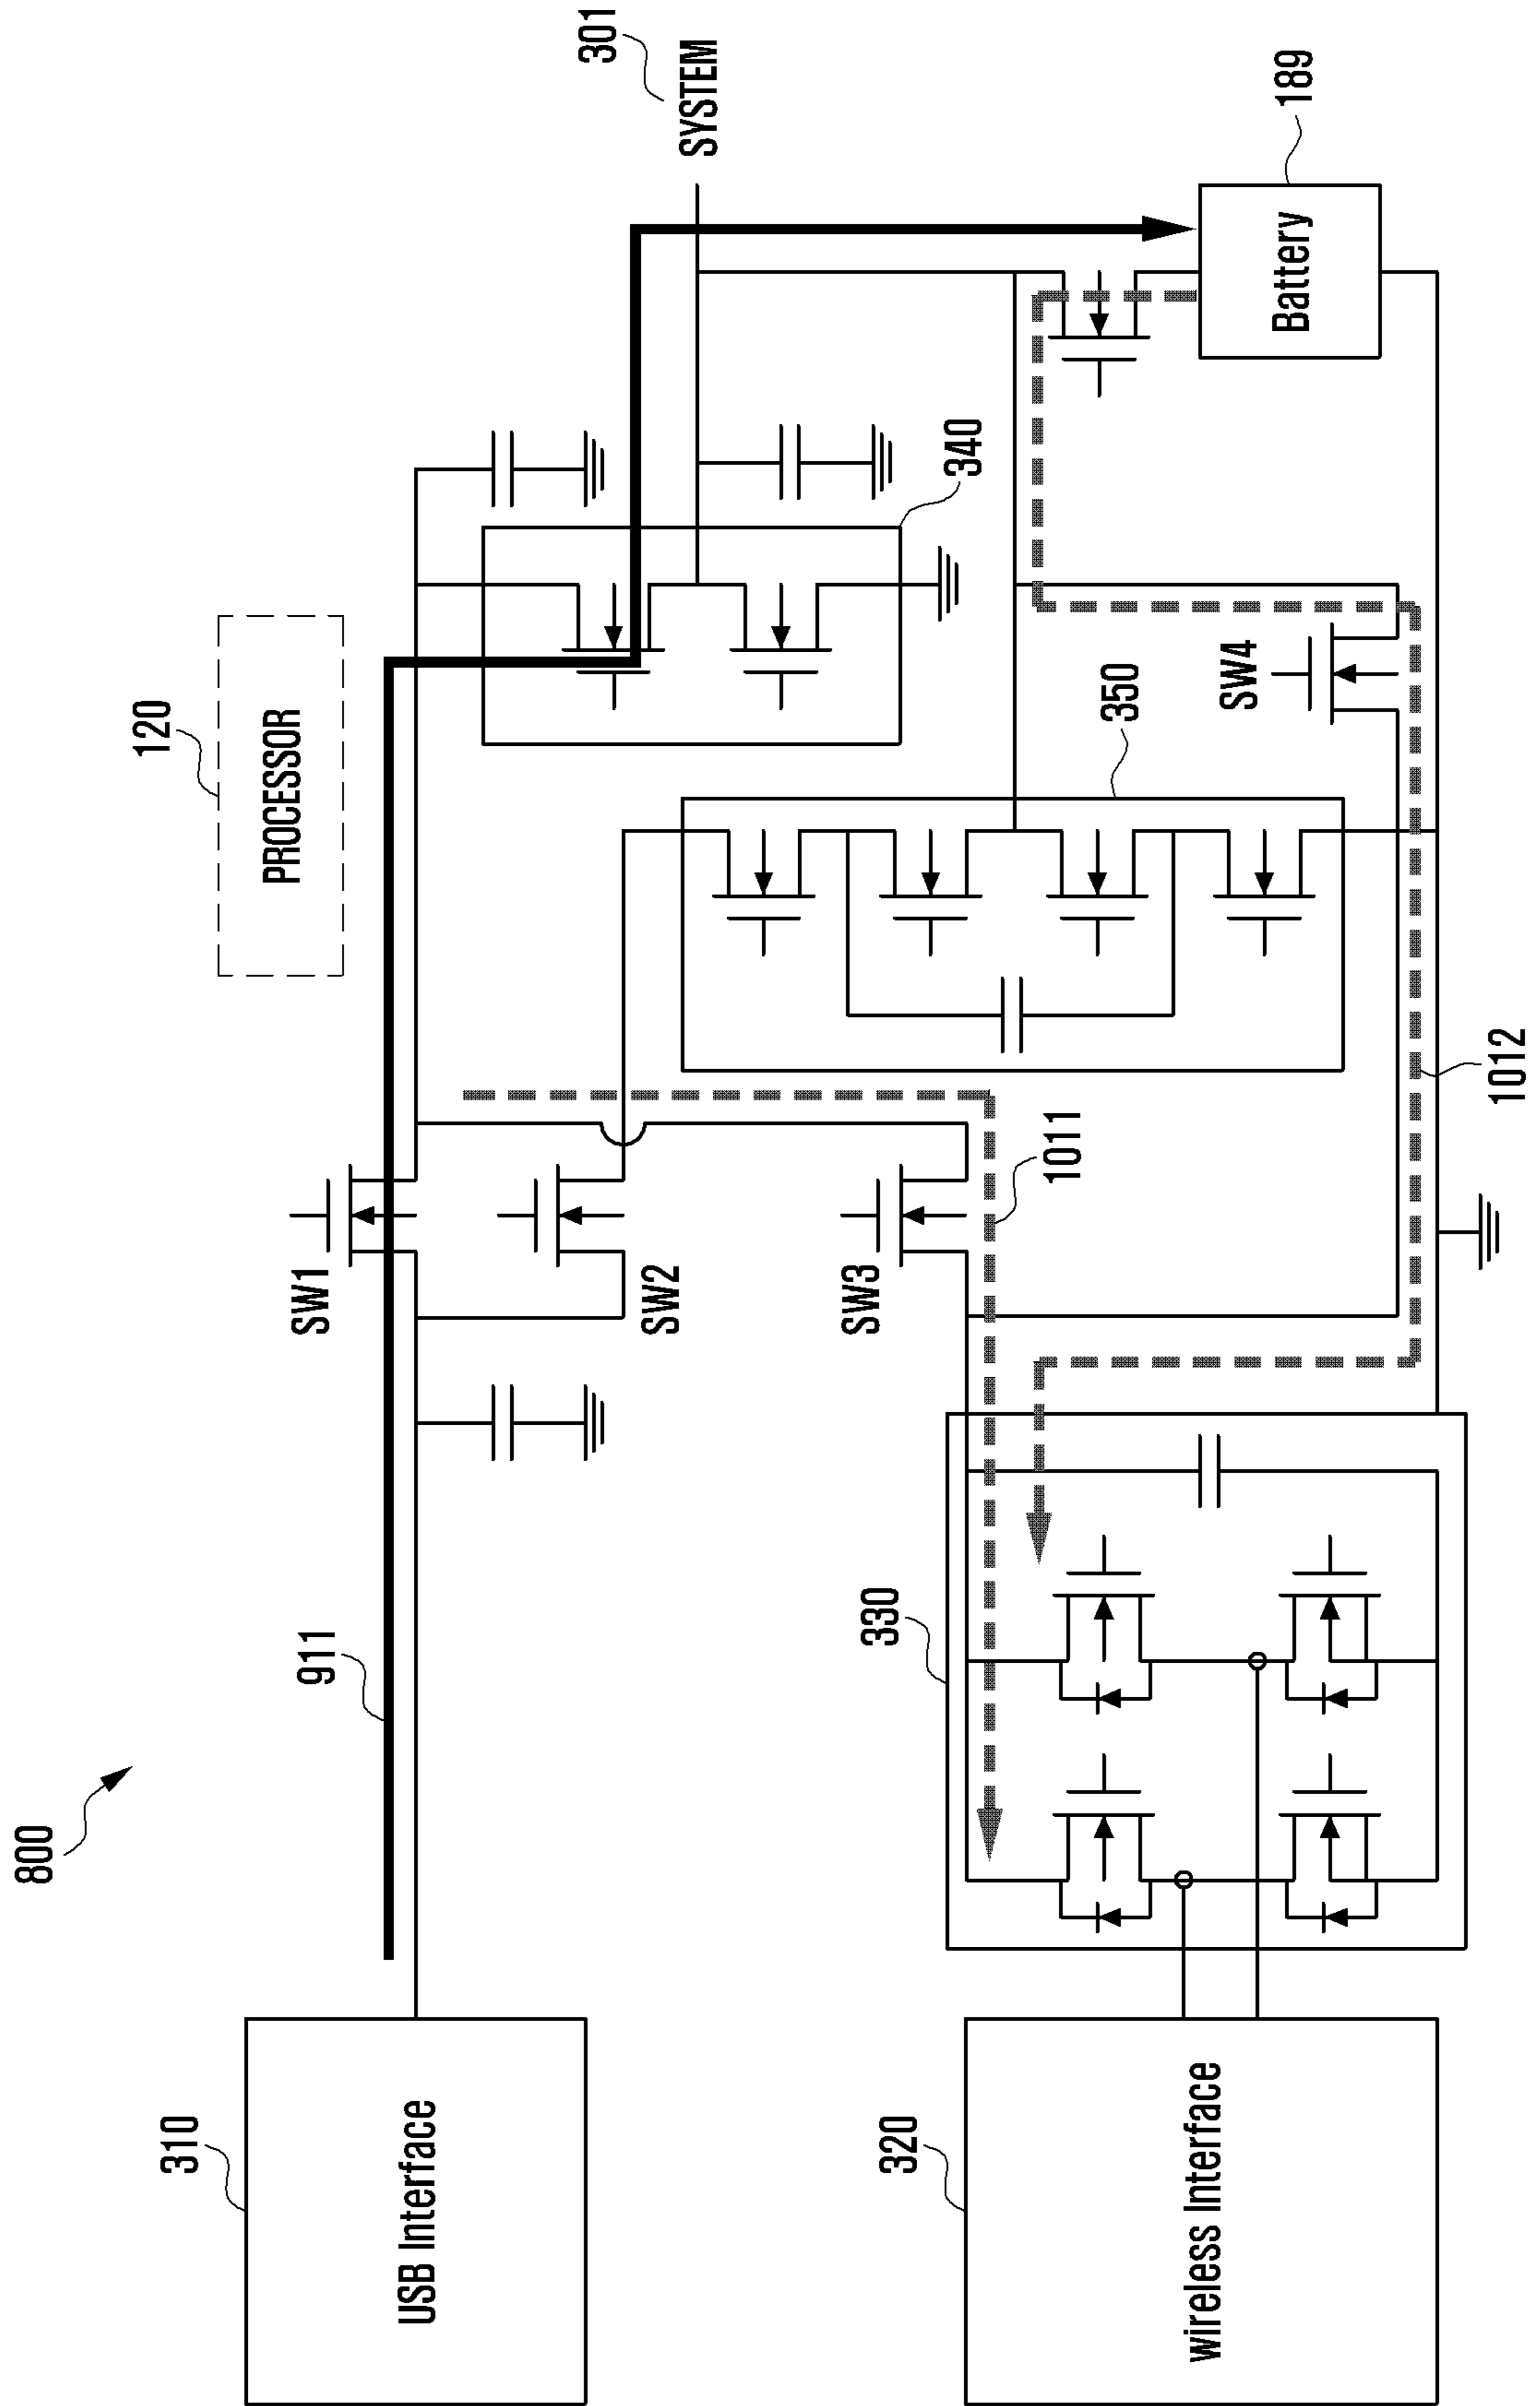 800
310
USB Interface
911
SW1
SW2
120
PROCESSOR
301
SYSTEM
340
320
wireless Interface
330
SW3
1011
350
SW4
1012
189
Battery